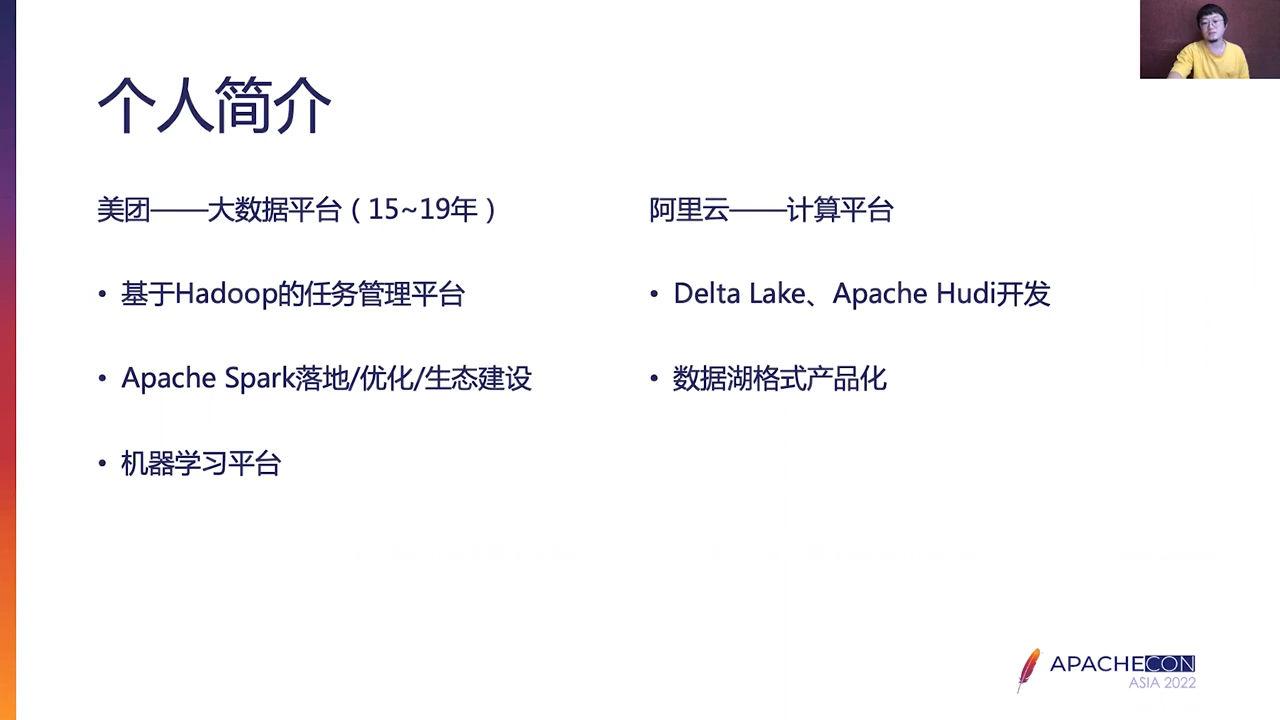 个人简介
美团——大数据平台（15~19年）
• 基于Hadoop的任务管理平台
• Apache Spark落地/优化/生态建设
• 机器学习平台
阿里云——计算平台
• Delta Lake、Apache Hudi开发
• 数据湖格式产品化
APACHECON
ASIA 2022